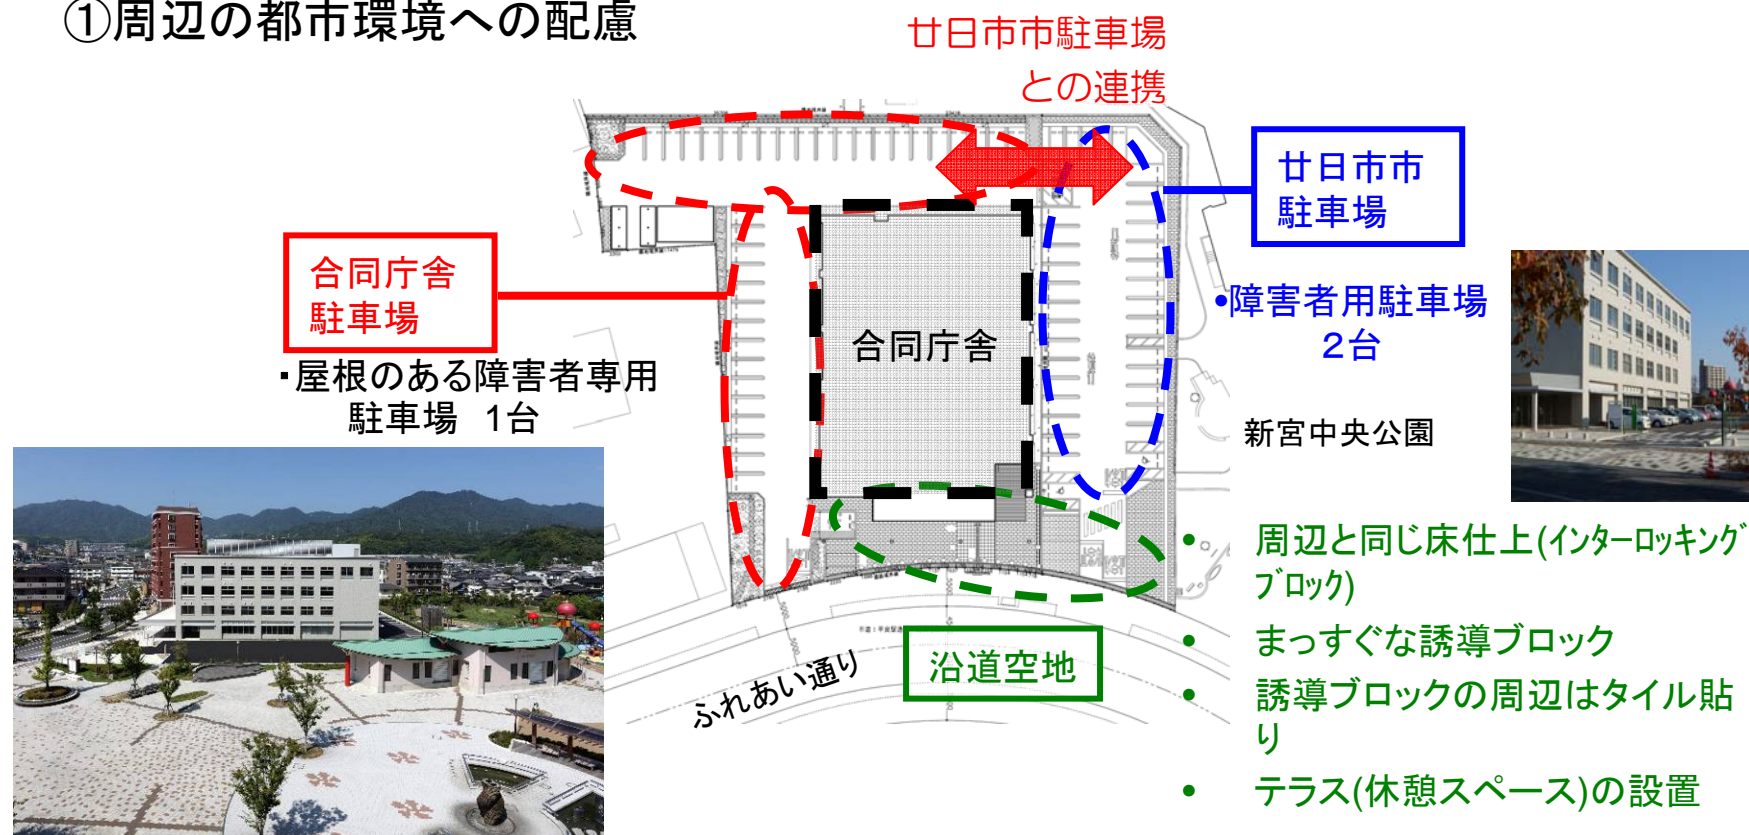 ①周辺の都市環境への配慮
廿日市市駐車場
との連携
廿日市市
駐車場
合同庁舎
駐車場
・屋根のある障害者専用
駐車場 1台
合同庁舎
•障害者用駐車場
2台
新宮中央公園
沿道空地
ふれあい通り
• 周辺と同じ床仕上(インターロッキング
ブロック)
• まっすぐな誘導ブロック
• 誘導ブロックの周辺はタイル貼
り
• テラス(休憩スペース)の設置